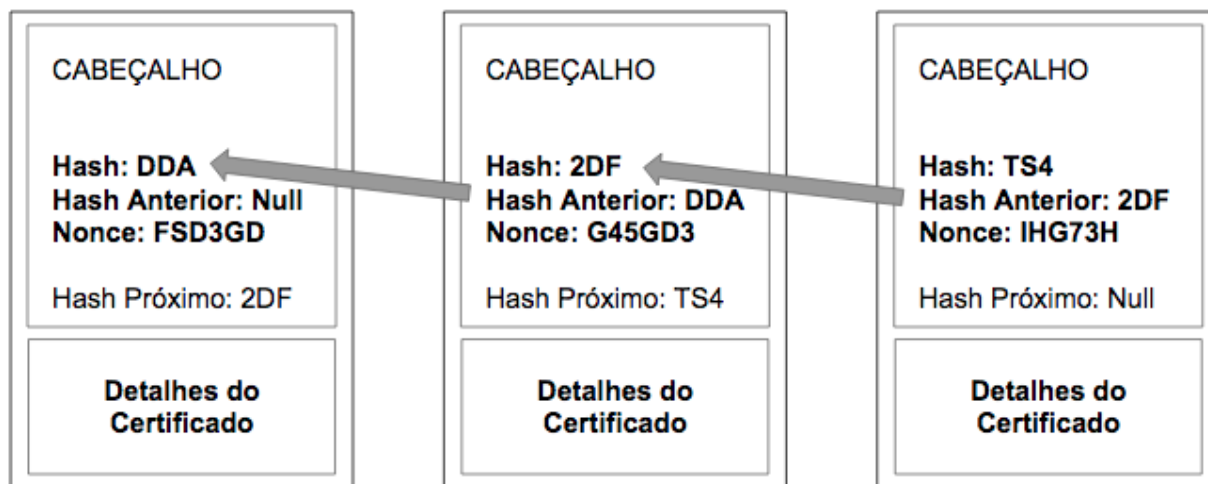 CABEÇALHO
Hash: DDA
Hash Anterior: Null
Nonce: FSD3GD
Hash Próximo: 2DF
Detalhes do
Certificado
CABEÇALHO
Hash: 2DF
Hash Anterior: DDA
Nonce: G45GD3
Hash Próximo: TS4
Detalhes do
Certificado
CABEÇALHO
Hash: TS4
Hash Anterior: 2DF
Nonce: IHG73H
Hash Próximo: Null
Detalhes do
Certificado